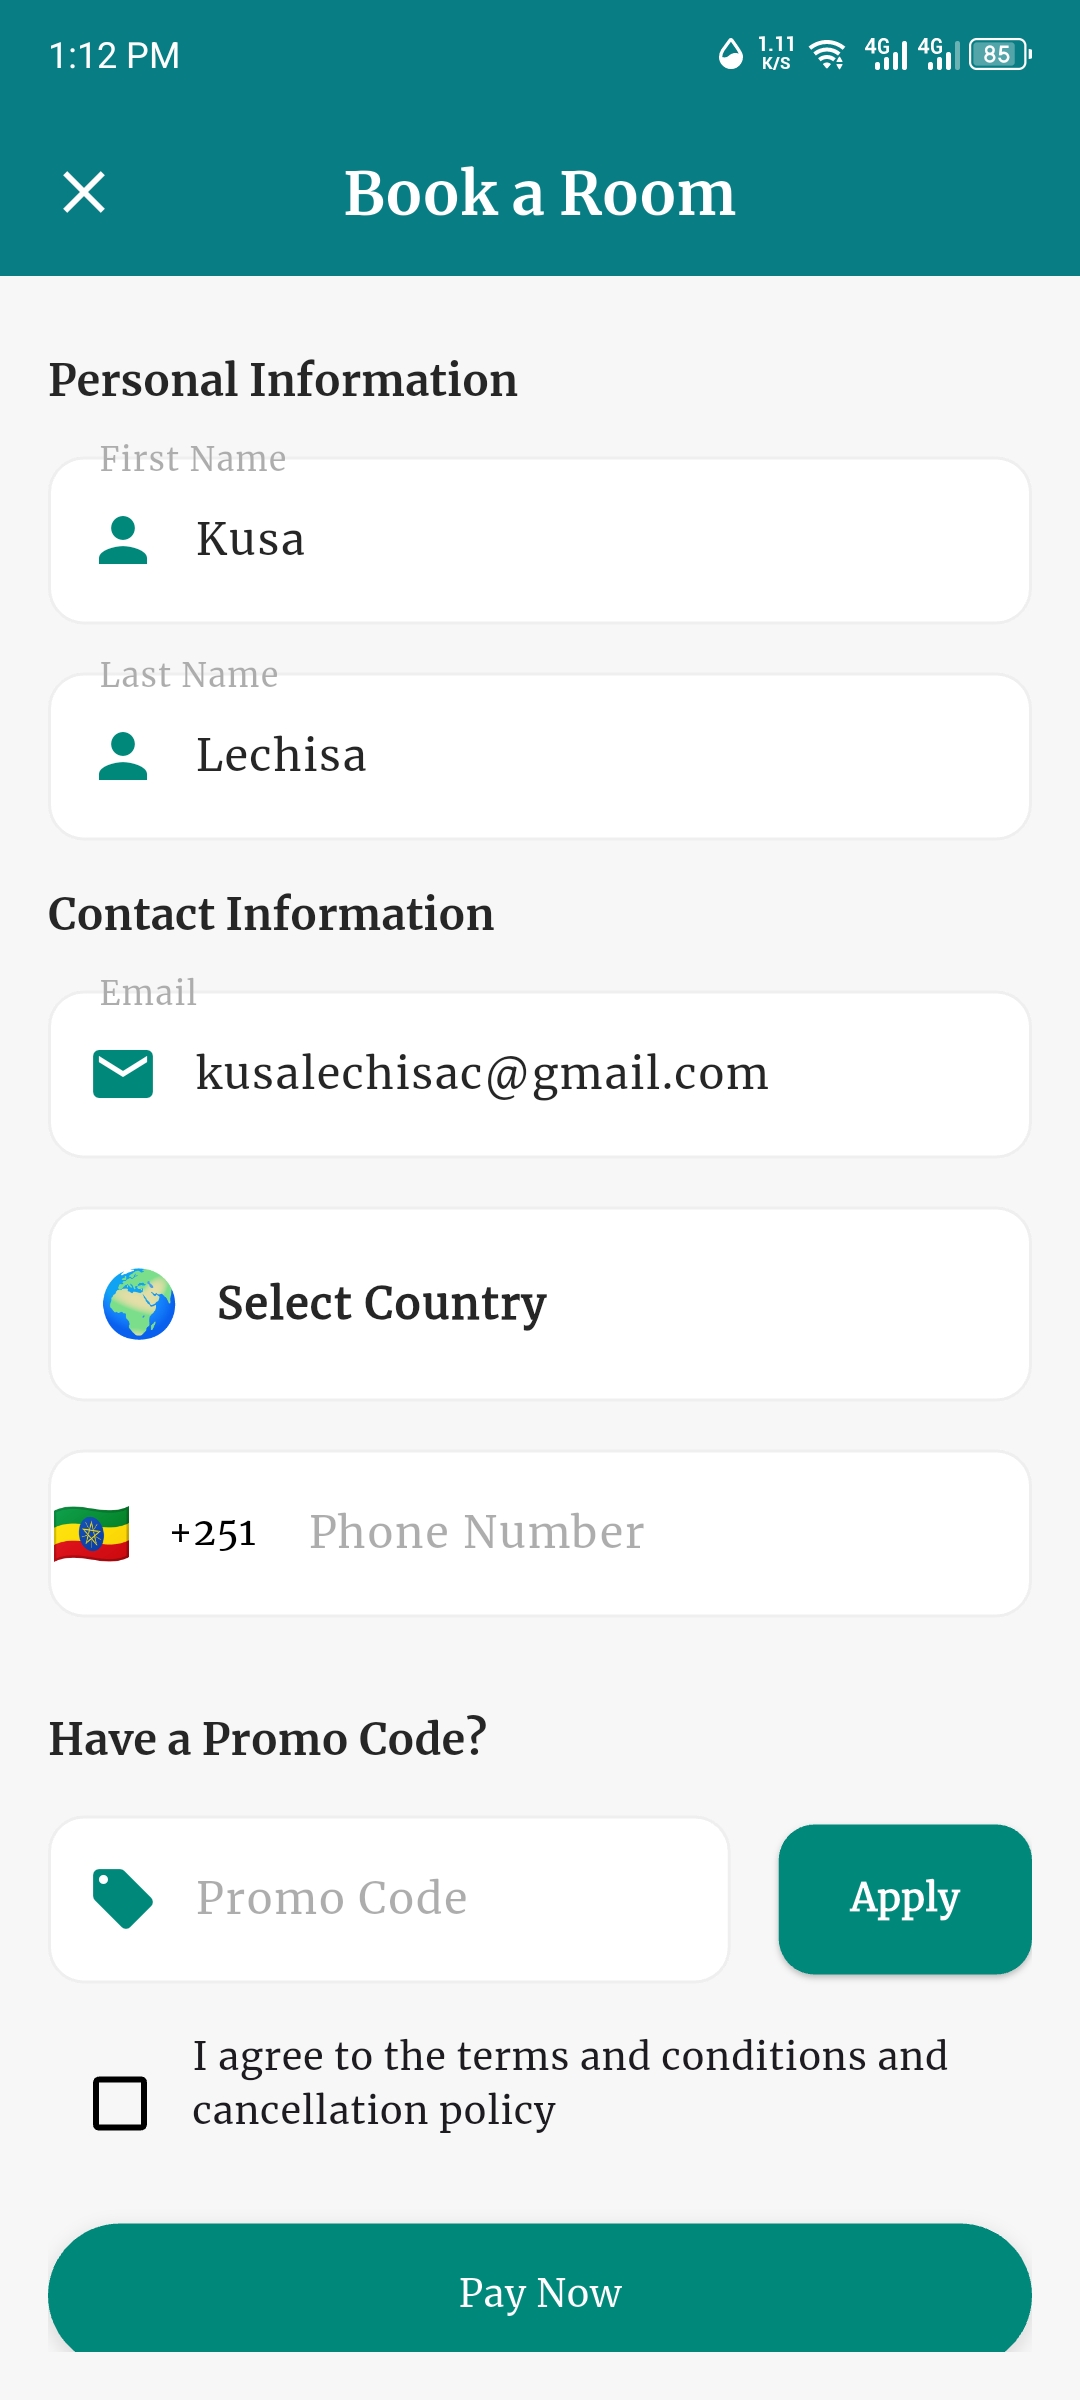 1:12 PM
1.11
K/S
4G
4G
85
Book a Room
Personal Information
First Name
Kusa
Last Name
Lechisa
Contact Information
Email
kusalechisac@gmail.com
Select Country
+251 Phone Number
Have a Promo Code?
Promo Code
Apply
I agree to the terms and conditions and
cancellation policy
Pay Now